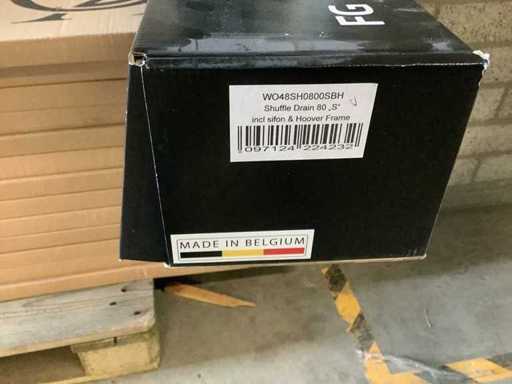 FG
WO48SH0800SBH
Shuffle Drain 80 „S“
incl sifon & Hoover Frame
097124 224232
MADE IN BELGIUM